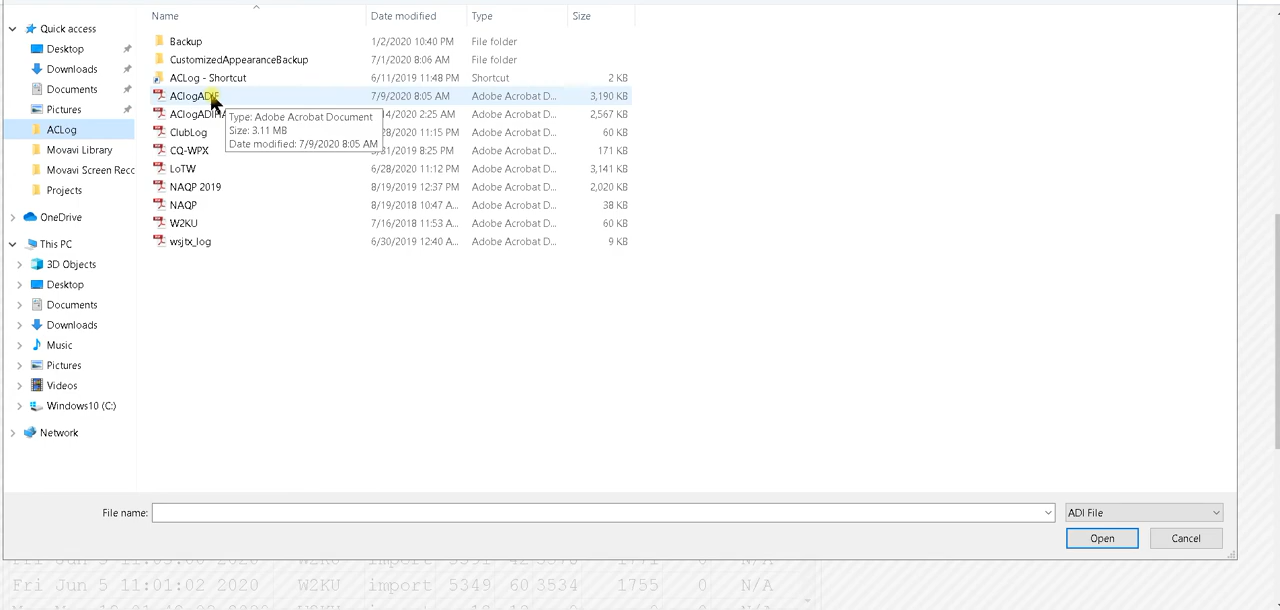 Name Date modified Type Size
Quick access
Desktop
Downloads
Documents
Pictures
ACLog
Movavi Library
Movavi Screen Reco
Projects
OneDrive
This PC
3D Objects
Desktop
Documents
Downloads
Music
Pictures
Videos
Windows10 (C:)
Network
Backup 1/2/2020 10:40 PM File folder
CustomizedAppearanceBackup 7/1/2020 8:06 AM File folder
ACLog - Shortcut 6/11/2019 11:48 PM Shortcut 2 KB
AClogADIF 7/9/2020 8:05 AM Adobe Acrobat D... 3,190 KB
14/2020 2:25 AM Adobe Acrobat D... 2,567 KB
ClubLog /28/2020 11:15 PM Adobe Acrobat D... 60 KB
CQ-WPX 8:25 PM Adobe Acrobat D... 171 KB
LoTW 6/28/2020 11:12 PM Adobe Acrobat D... 3,141 KB
NAQP 2019 8/19/2019 12:37 PM Adobe Acrobat D... 2,020 KB
NAQP 8/19/2018 10:47 A... Adobe Acrobat D... 38 KB
W2KU 7/16/2018 11:53 A... Adobe Acrobat D... 60 KB
wsjtx_log 6/30/2019 12:40 A... Adobe Acrobat D... 9 KB
Type: Adobe Acrobat Document
Size: 3.11 MB
Date modified: 7/9/2020 8:05 AM
File name: ADI File
Open Cancel
Fri Jun 5 11:01:02 2020 W2KU import 5349 60 3534 1755 0 N/A